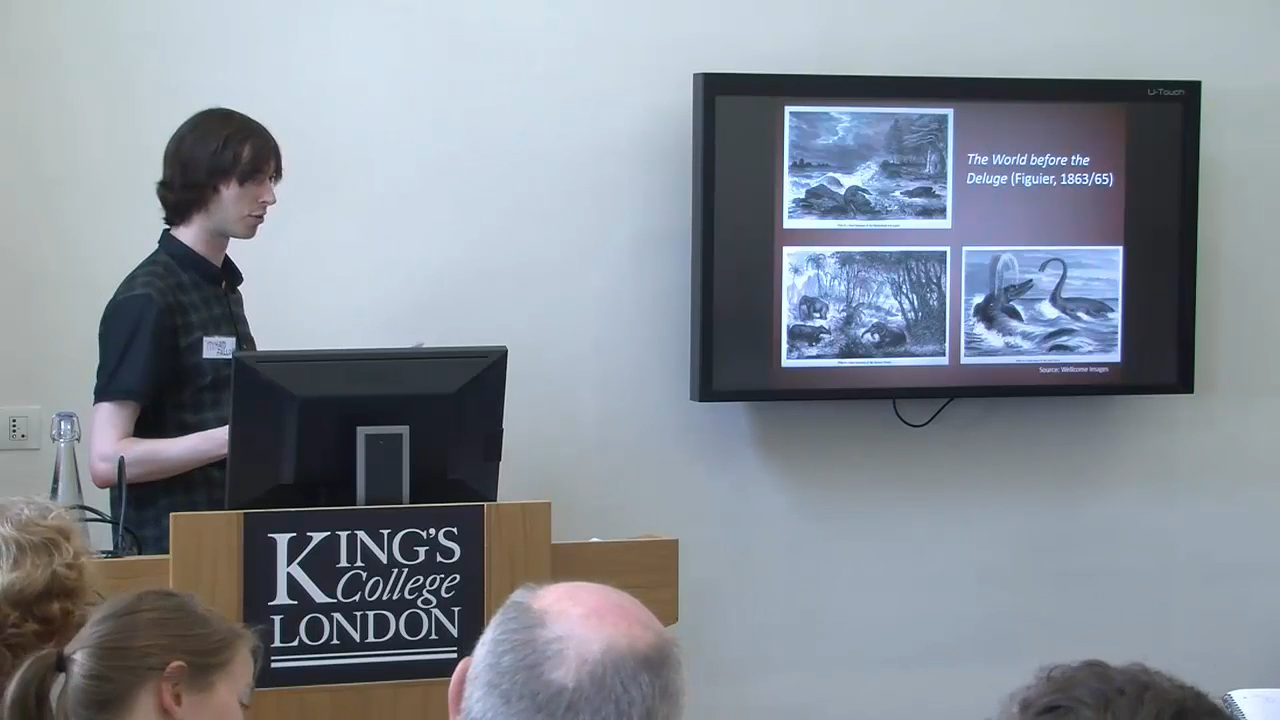 U-Touch
The World before the
Deluge (Figuier, 1863/65)
Source: Wellcome Images
KING'S
College
LONDON